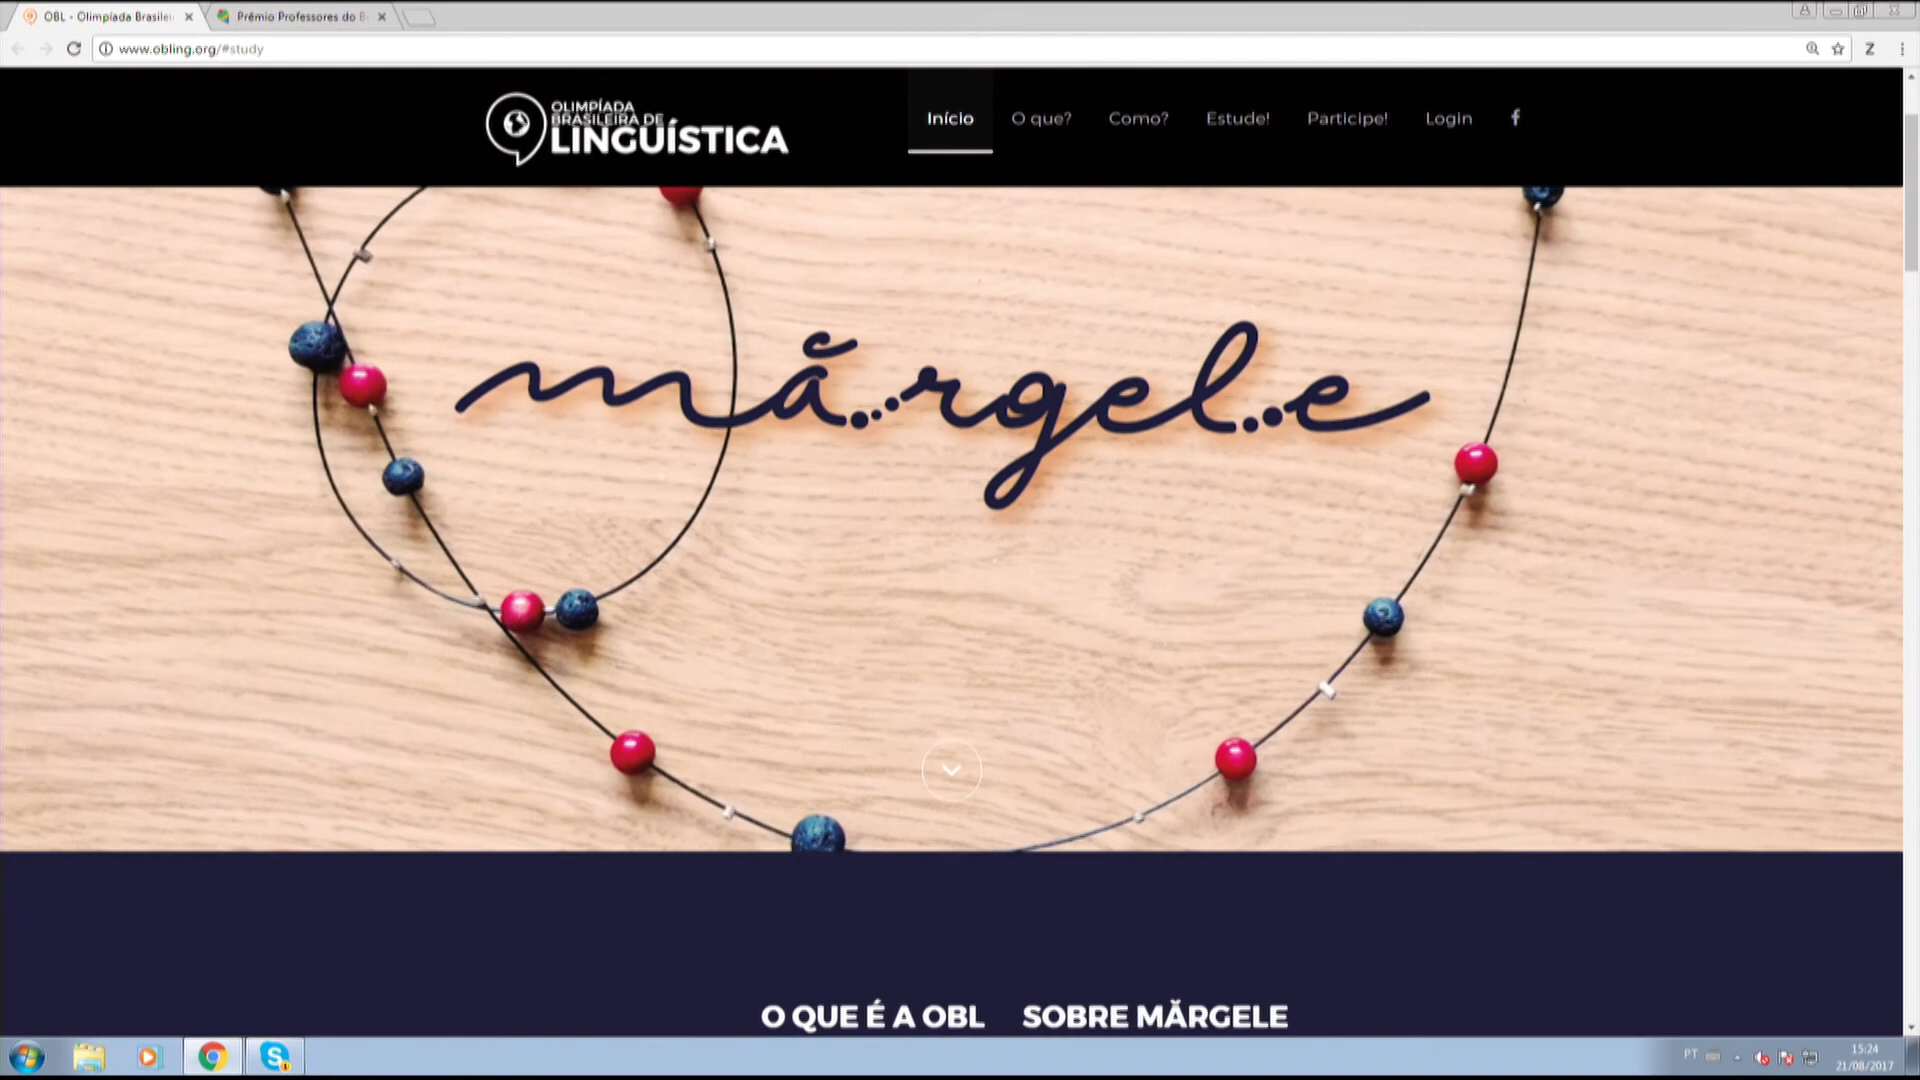 OBL - Olimpíada Brasilei
Prêmio Professores do B
www.obling.org/#study
Z
OLIMPÍADA
BRASILEIRA DE
LINGUÍSTICA
Início
O que?
Como?
Estude!
Participe!
Login
f
mă...rgel..e
O QUE É A OBL
SOBRE MĂRGELE
PT
15:24
21/08/2017